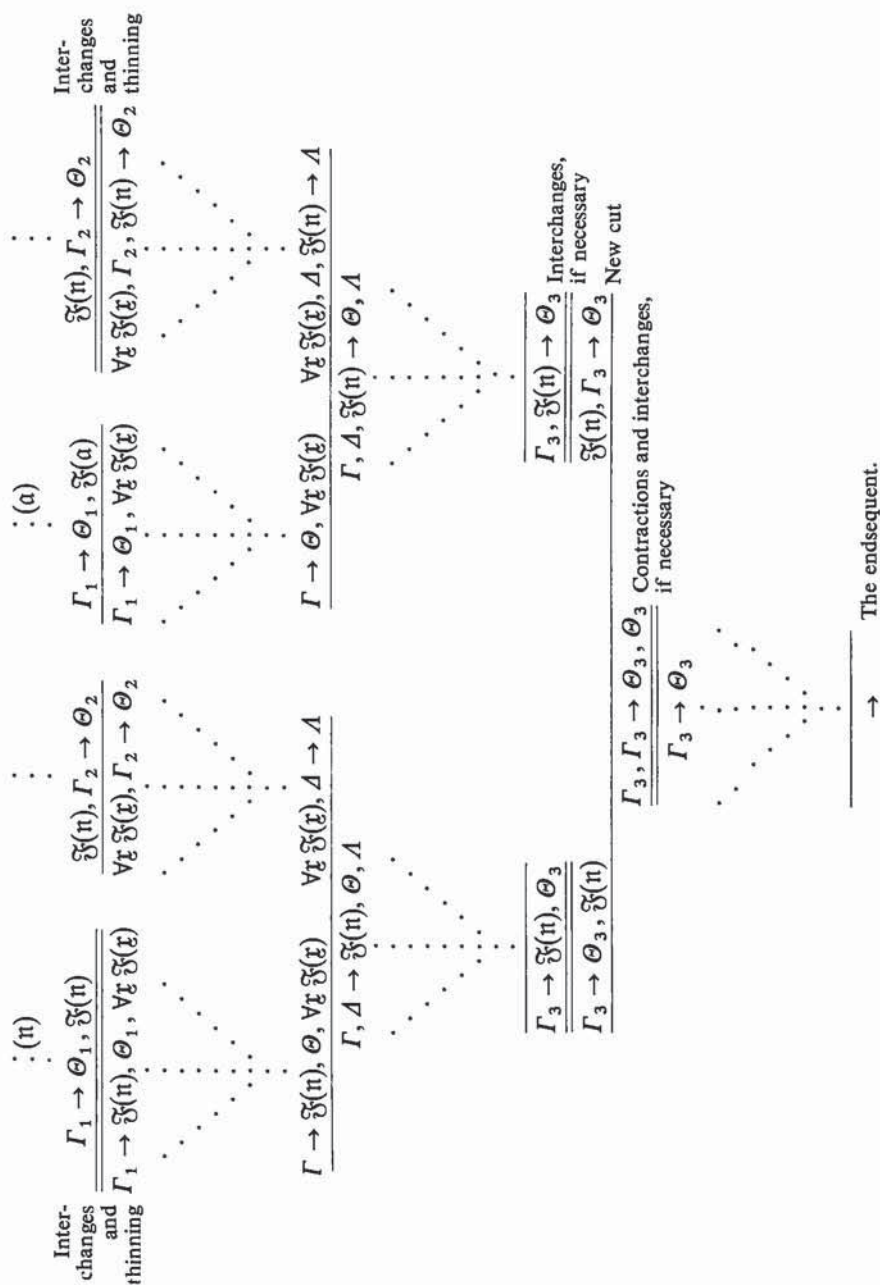 (𝔫)
(𝔞)
Inter-
changes
and
thinning
Γ₁ → Θ₁, 𝔉(𝔫)
Γ₁ → 𝔉(𝔫), Θ₁, ∀𝔵 𝔉(𝔵)
𝔉(𝔫), Γ₂ → Θ₂
∀𝔵 𝔉(𝔵), Γ₂ → Θ₂
Γ₁ → Θ₁, 𝔉(𝔞)
Γ₁ → Θ₁, ∀𝔵 𝔉(𝔵)
𝔉(𝔫), Γ₂ → Θ₂
∀𝔵 𝔉(𝔵), Γ₂, 𝔉(𝔫) → Θ₂
Inter-
changes
and
thinning
Γ → 𝔉(𝔫), Θ, ∀𝔵 𝔉(𝔵)
∀𝔵 𝔉(𝔵), Δ → Λ
Γ, Δ → 𝔉(𝔫), Θ, Λ
Γ → Θ, ∀𝔵 𝔉(𝔵)
∀𝔵 𝔉(𝔵), Δ, 𝔉(𝔫) → Λ
Γ, Δ, 𝔉(𝔫) → Θ, Λ
Γ₃ → 𝔉(𝔫), Θ₃
Γ₃ → Θ₃, 𝔉(𝔫)
Γ₃, 𝔉(𝔫) → Θ₃
𝔉(𝔫), Γ₃ → Θ₃
Interchanges,
if necessary
New cut
Γ₃, Γ₃ → Θ₃, Θ₃
Γ₃ → Θ₃
Contractions and interchanges,
if necessary
→
The endsequent.